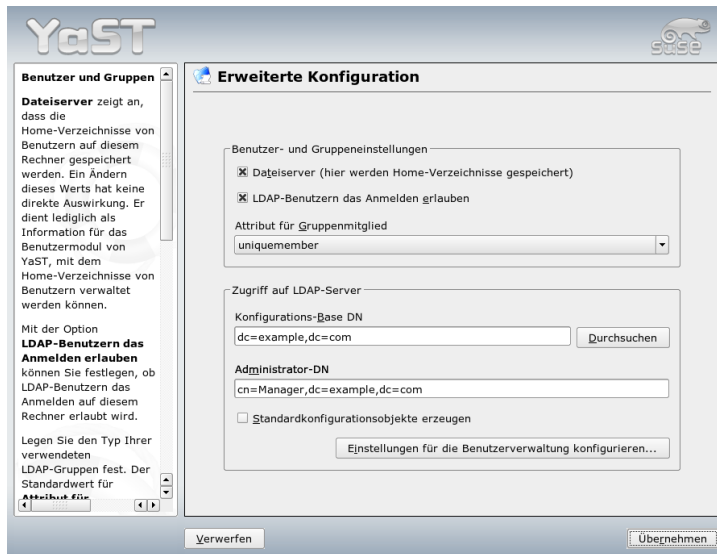 YaST
suse
Benutzer und Gruppen
Dateiserver zeigt an,
dass die
Home-Verzeichnisse von
Benutzern auf diesem
Rechner gespeichert
werden. Ein Ändern
dieses Werts hat keine
direkte Auswirkung. Er
dient lediglich als
Information für das
Benutzermodul von
YaST, mit dem
Home-Verzeichnisse von
Benutzern verwaltet
werden können.
Mit der Option
LDAP-Benutzern das
Anmelden erlauben
können Sie festlegen, ob
LDAP-Benutzern das
Anmelden auf diesem
Rechner erlaubt wird.
Legen Sie den Typ Ihrer
verwendeten
LDAP-Gruppen fest. Der
Standardwert für
Attribut für
Erweiterte Konfiguration
Benutzer- und Gruppeneinstellungen
Dateiserver (hier werden Home-Verzeichnisse gespeichert)
LDAP-Benutzern das Anmelden erlauben
Attribut für Gruppenmitglied
uniquemember
Zugriff auf LDAP-Server
Konfigurations-Base DN
dc=example,dc=com
Durchsuchen
Administrator-DN
cn=Manager,dc=example,dc=com
Standardkonfigurationsobjekte erzeugen
Einstellungen für die Benutzerverwaltung konfigurieren...
Verwerfen
Übernehmen